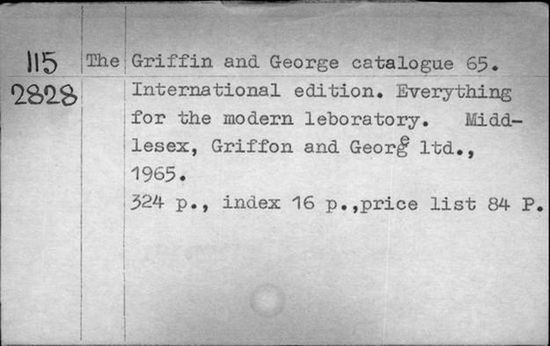 115 The Griffin and George catalogue 65.
2828 International edition. Everything
for the modern leboratory. Midd-
lesex, Griffon and George ltd.,
1965.
324 p., index 16 p.,price list 84 P.